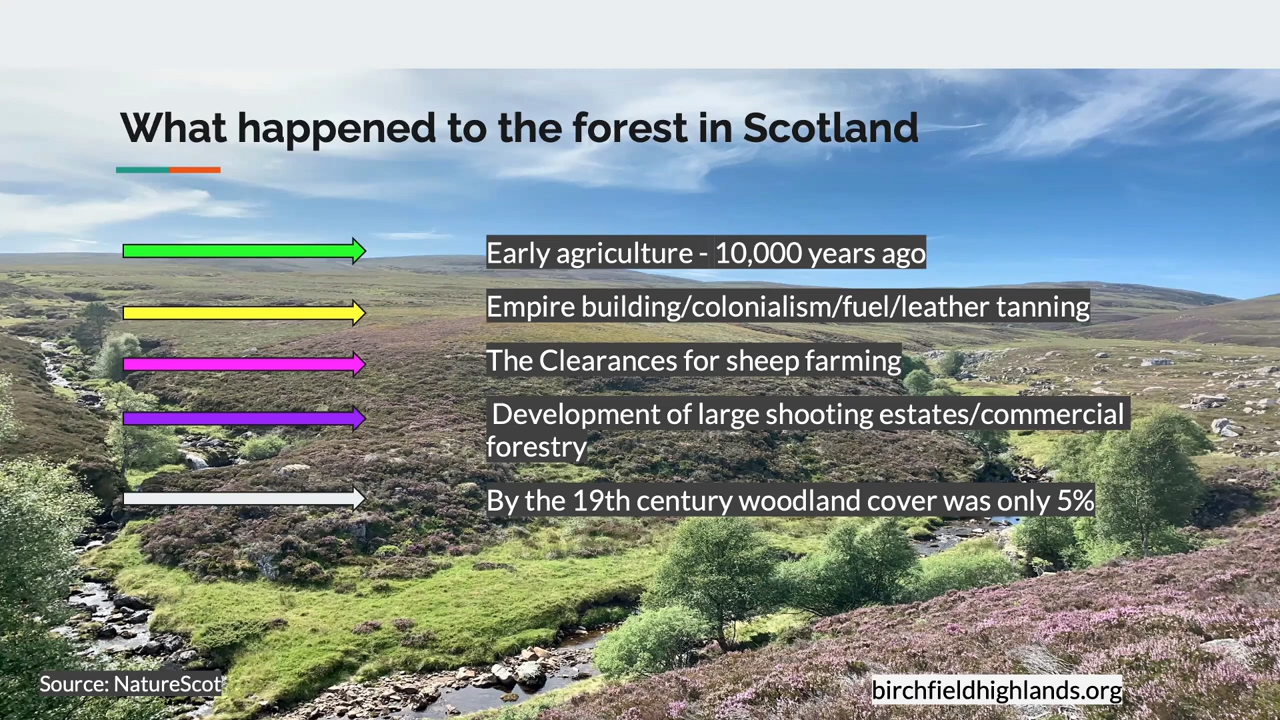 What happened to the forest in Scotland
Early agriculture - 10,000 years ago
Empire building/colonialism/fuel/leather tanning
The Clearances for sheep farming
Development of large shooting estates/commercial
forestry
By the 19th century woodland cover was only 5%
Source: NatureScot
birchfieldhighlands.org